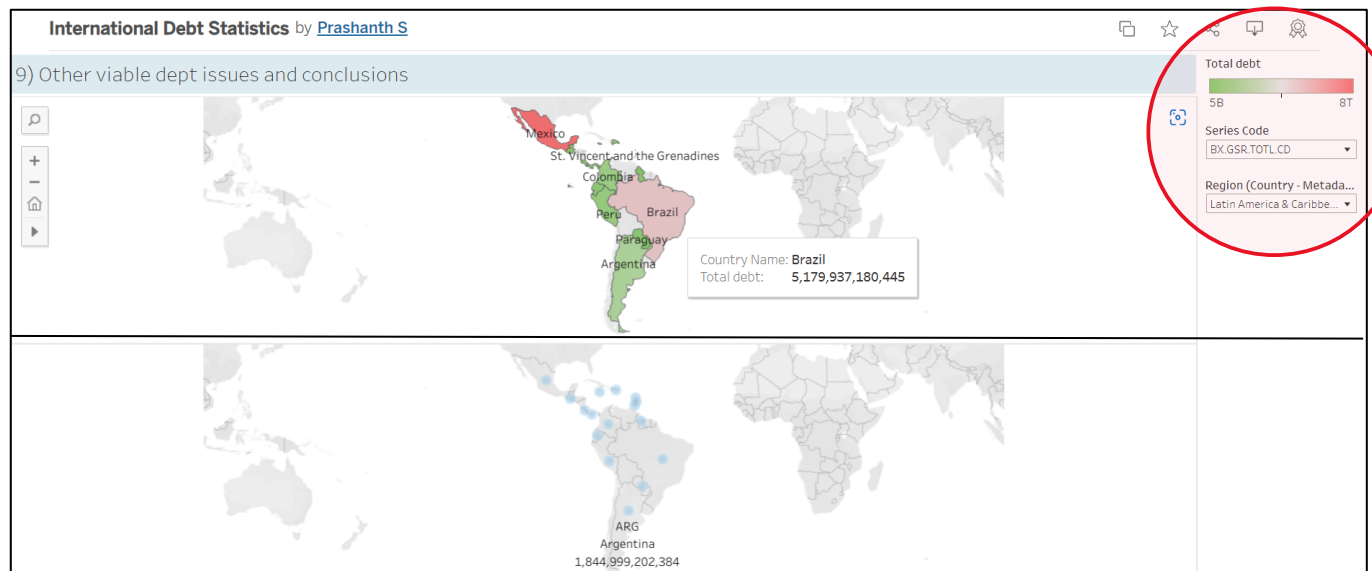 International Debt Statistics by Prashanth S
9) Other viable dept issues and conclusions
Total debt
5B 8T
Series Code
BX.GSR.TOTL.CD
Region (Country - Metada...
Latin America & Caribbe...
Mexico
St. Vincent and the Grenadines
Colombia
Peru
Brazil
Paraguay
Argentina
Country Name: Brazil
Total debt: 5,179,937,180,445
ARG
Argentina
1,844,999,202,384